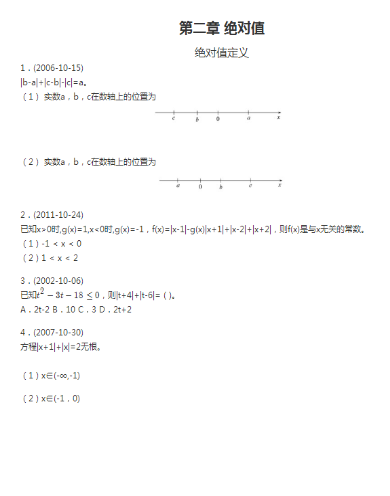 第二章 绝对值
绝对值定义
1．(2006-10-15)
|b-a|+|c-b|-|c|=a。
（1） 实数a，b，c在数轴上的位置为
c b 0 a x
（2） 实数a，b，c在数轴上的位置为
a 0 b c x
2．(2011-10-24)
已知x>0时,g(x)=1,x<0时,g(x)=-1，f(x)=|x-1|-g(x)|x+1|+|x-2|+|x+2|，则f(x)是与x无关的常数。
（1）-1 < x < 0
（2）1 < x < 2
3．(2002-10-06)
已知t² − 3t − 18 ≤ 0，则|t+4|+|t-6|= ( )。
A．2t-2 B．10 C．3 D．2t+2
4．(2007-10-30)
方程|x+1|+|x|=2无根。
（1）x∈(-∞,-1)
（2）x∈(-1，0)